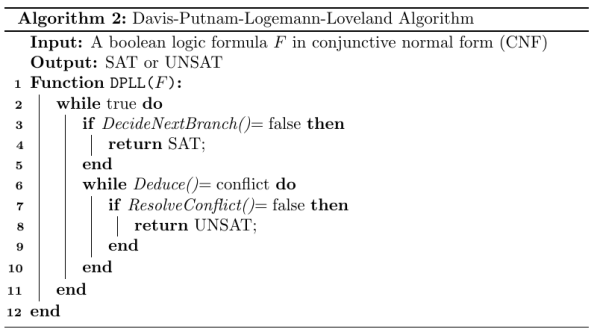 Algorithm 2: Davis-Putnam-Logemann-Loveland Algorithm
Input: A boolean logic formula F in conjunctive normal form (CNF)
Output: SAT or UNSAT
1 Function DPLL(F):
2 while true do
3 if DecideNextBranch()= false then
4 return SAT;
5 end
6 while Deduce()= conflict do
7 if ResolveConflict()= false then
8 return UNSAT;
9 end
10 end
11 end
12 end